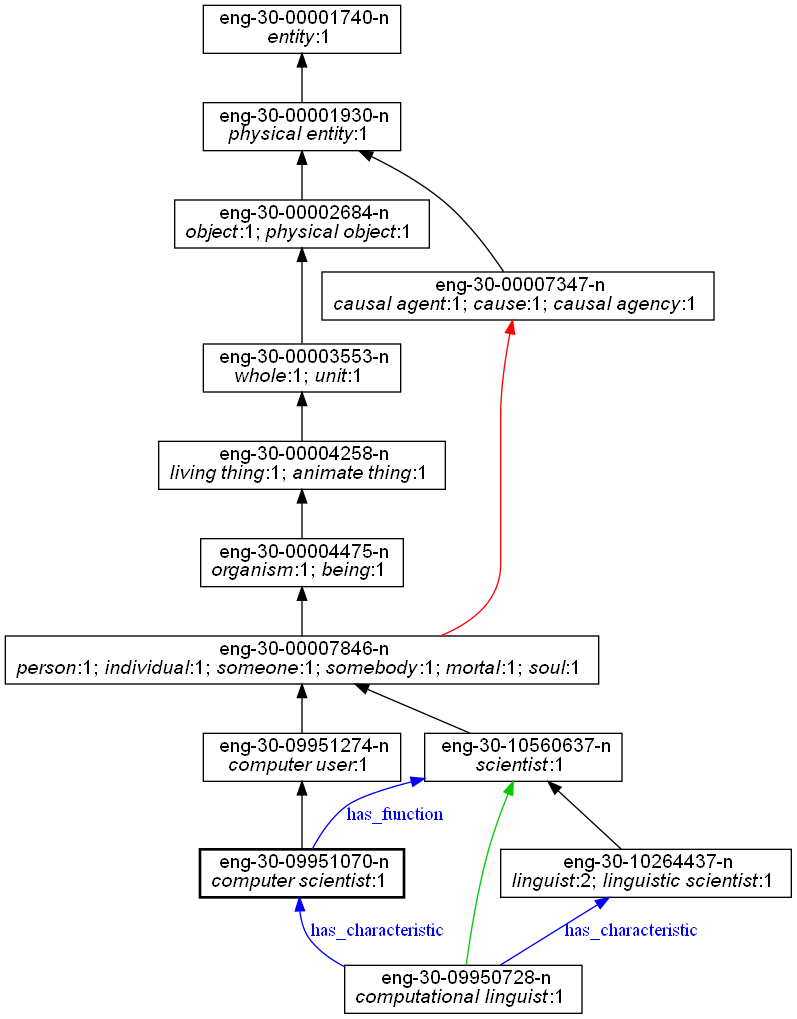 eng-30-00001740-n
entity:1
eng-30-00001930-n
physical entity:1
eng-30-00002684-n
object:1; physical object:1
eng-30-00007347-n
causal agent:1; cause:1; causal agency:1
eng-30-00003553-n
whole:1; unit:1
eng-30-00004258-n
living thing:1; animate thing:1
eng-30-00004475-n
organism:1; being:1
eng-30-00007846-n
person:1; individual:1; someone:1; somebody:1; mortal:1; soul:1
eng-30-09951274-n
computer user:1
eng-30-10560637-n
scientist:1
has_function
eng-30-09951070-n
computer scientist:1
eng-30-10264437-n
linguist:2; linguistic scientist:1
has_characteristic
has_characteristic
eng-30-09950728-n
computational linguist:1